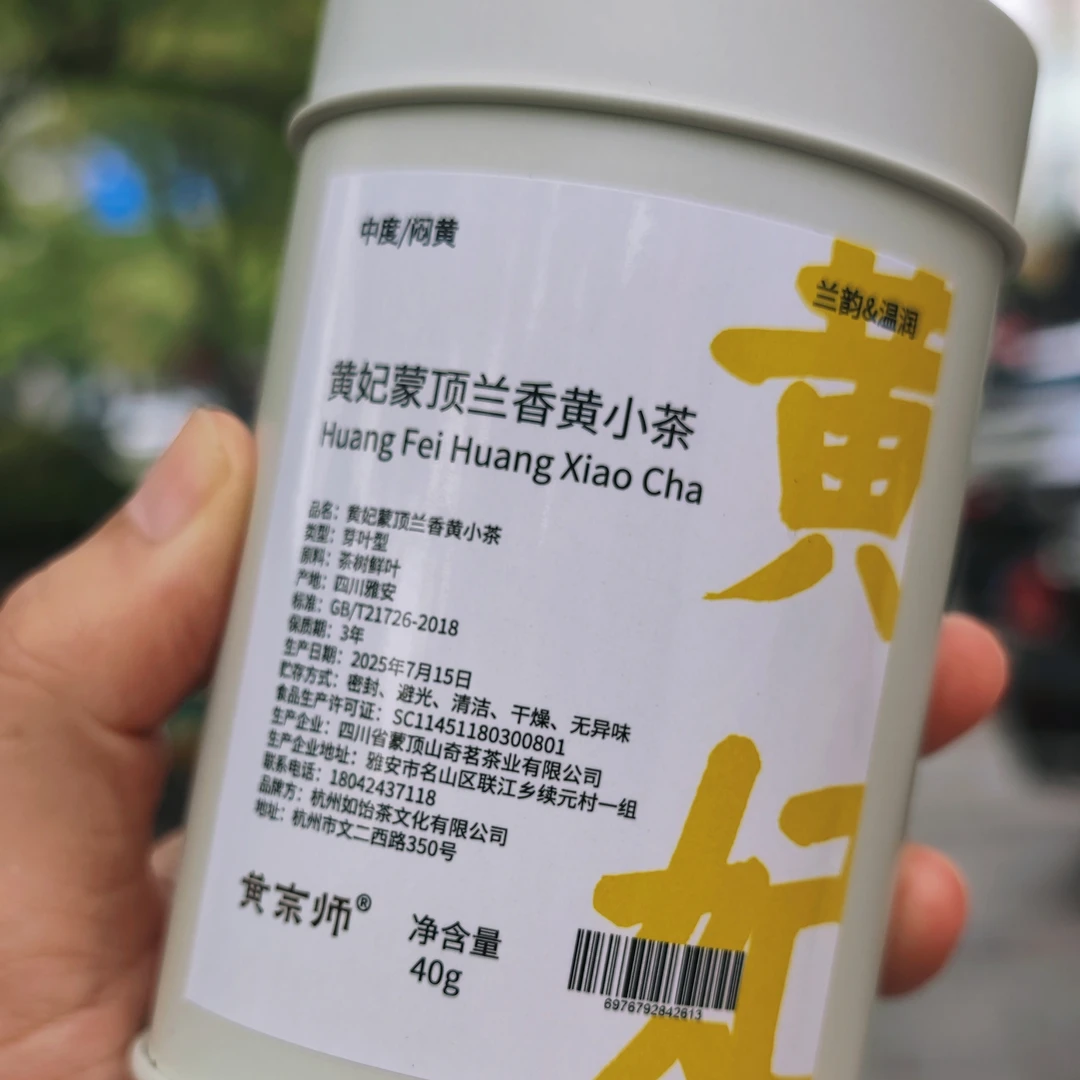 中度/闷黄
兰韵&温润
黄妃
黄妃蒙顶兰香黄小茶
Huang Fei Huang Xiao Cha
品名：黄妃蒙顶兰香黄小茶
类型：芽叶型
原料：茶树鲜叶
产地：四川雅安
标准：GB/T21726-2018
保质期：3年
生产日期：2025年7月15日
贮存方式：密封、避光、清洁、干燥、无异味
食品生产许可证：SC11451180300801
生产企业：四川省蒙顶山奇茗茶业有限公司
生产企业地址：雅安市名山区联江乡续元村一组
联系电话：18042437118
品牌方：杭州如怡茶文化有限公司
地址：杭州市文二西路350号
黄宗师®
净含量
40g
6976792842613